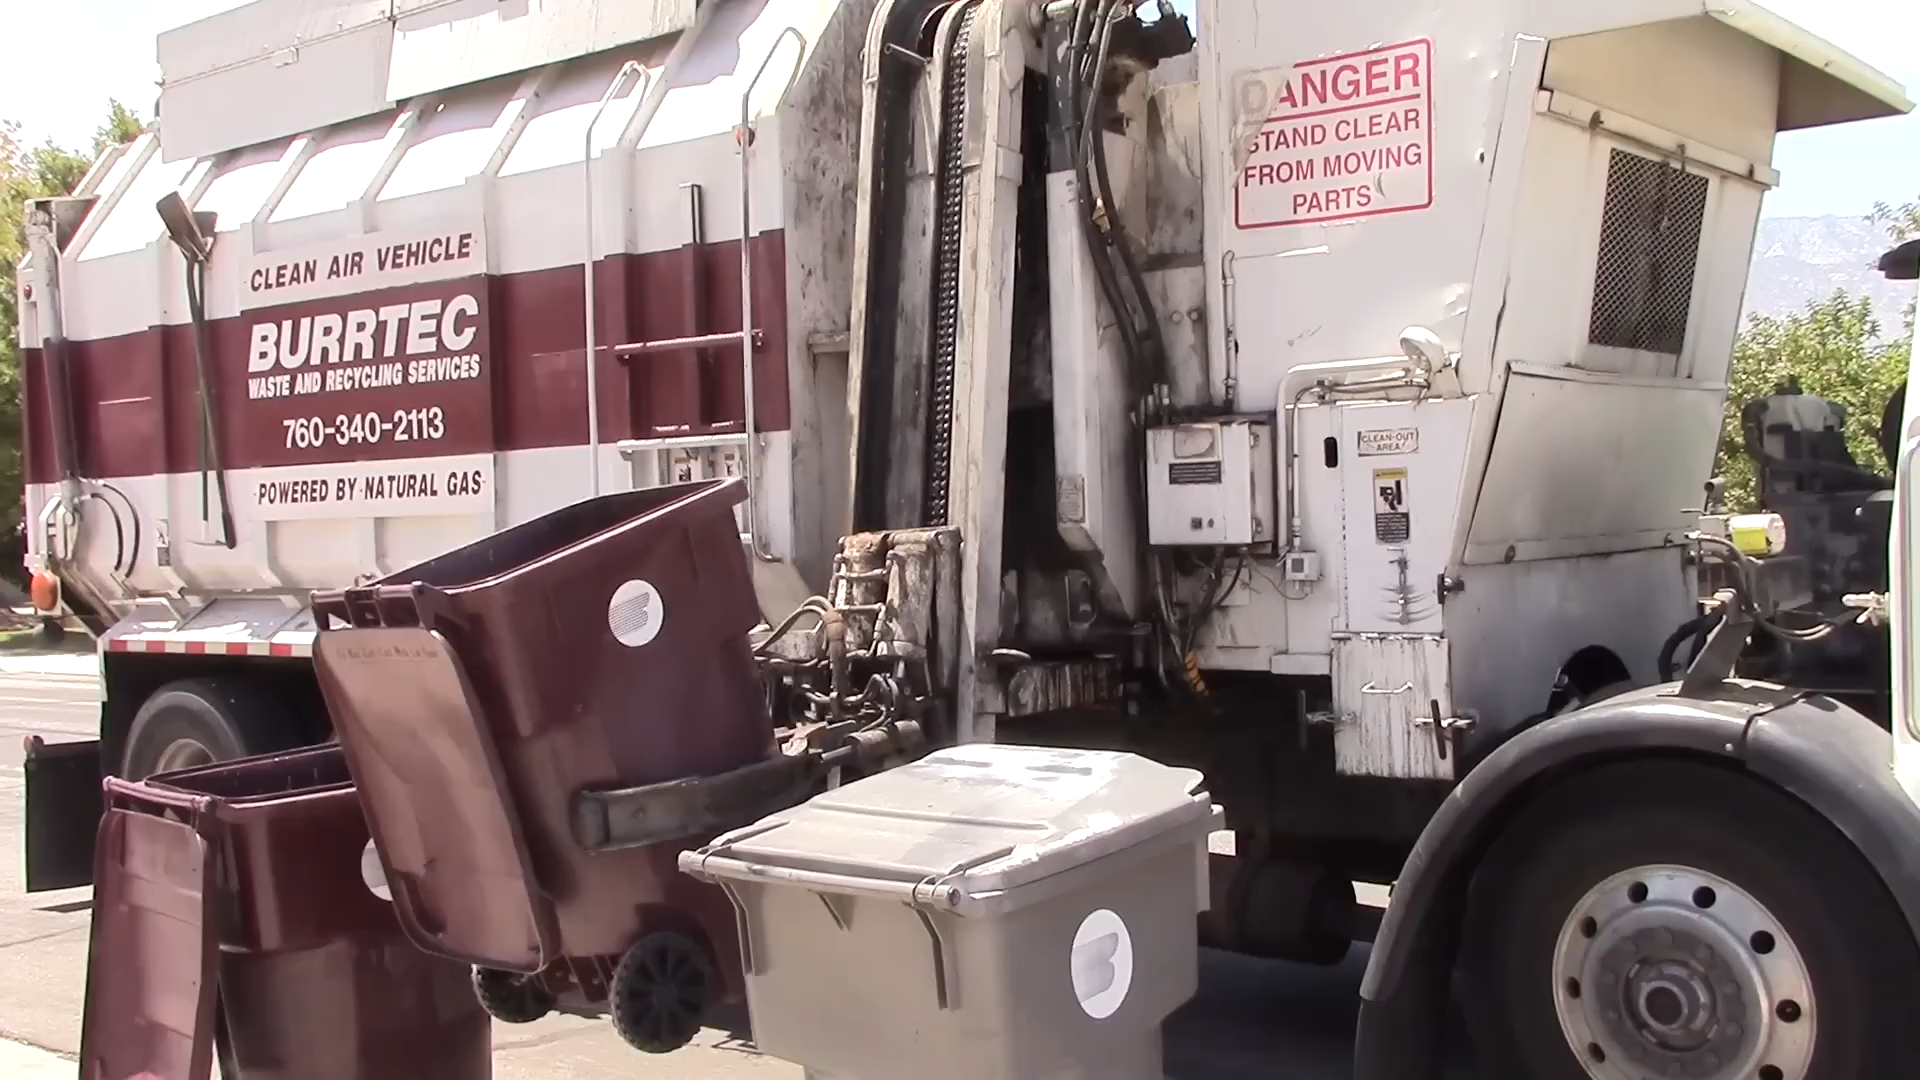 CLEAN AIR VEHICLE
BURRTEC
WASTE AND RECYCLING SERVICES
760-340-2113
POWERED BY NATURAL GAS
DANGER
STAND CLEAR
FROM MOVING
PARTS
CLEAN-OUT
AREA